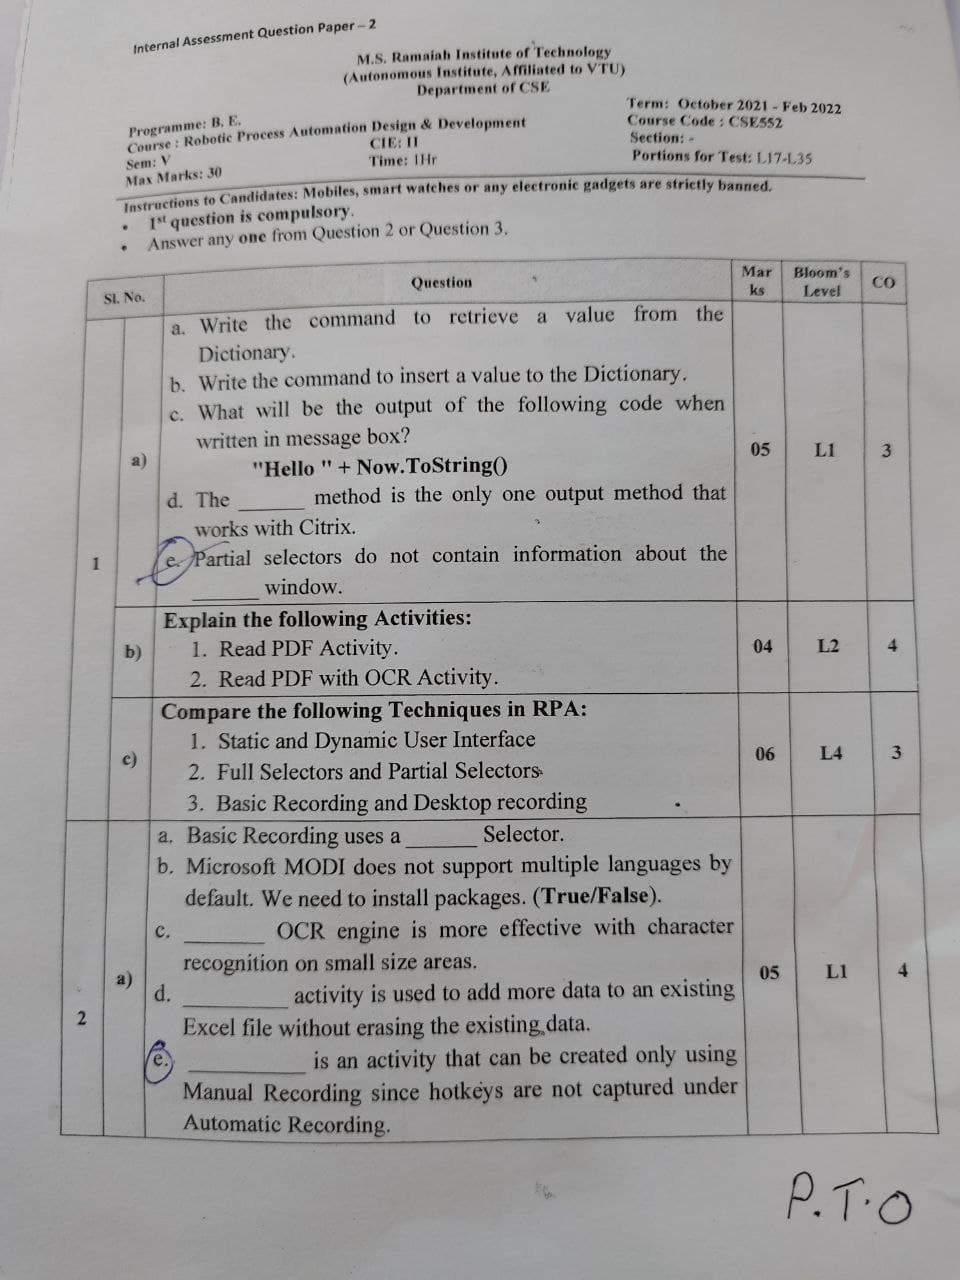 Internal Assessment Question Paper – 2
M.S. Ramaiah Institute of Technology
(Autonomous Institute, Affiliated to VTU)
Department of CSE
Programme: B. E.
Term: October 2021 - Feb 2022
Course : Robotic Process Automation Design & Development
Course Code : CSE552
Sem: V
CIE: II
Section: -
Max Marks: 30
Time: 1Hr
Portions for Test: L17-L35
Instructions to Candidates: Mobiles, smart watches or any electronic gadgets are strictly banned.
• 1st question is compulsory.
• Answer any one from Question 2 or Question 3.
Sl. No.
Question
Mar
ks
Bloom's
Level
CO
1
a)
a. Write the command to retrieve a value from the
Dictionary.
b. Write the command to insert a value to the Dictionary.
c. What will be the output of the following code when
written in message box?
"Hello " + Now.ToString()
d. The ______ method is the only one output method that
works with Citrix.
e. Partial selectors do not contain information about the
______ window.
05
L1
3
b)
Explain the following Activities:
1. Read PDF Activity.
2. Read PDF with OCR Activity.
04
L2
4
c)
Compare the following Techniques in RPA:
1. Static and Dynamic User Interface
2. Full Selectors and Partial Selectors
3. Basic Recording and Desktop recording
06
L4
3
2
a)
a. Basic Recording uses a ______ Selector.
b. Microsoft MODI does not support multiple languages by
default. We need to install packages. (True/False).
c. ______ OCR engine is more effective with character
recognition on small size areas.
d. ______ activity is used to add more data to an existing
Excel file without erasing the existing data.
e. ______ is an activity that can be created only using
Manual Recording since hotkeys are not captured under
Automatic Recording.
05
L1
4
P.T.O